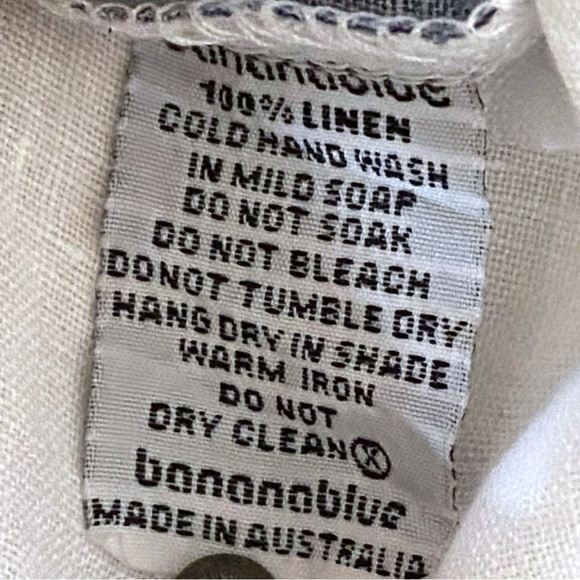 bananablue
100% LINEN
COLD HAND WASH
IN MILD SOAP
DO NOT SOAK
DO NOT BLEACH
DO NOT TUMBLE DRY
HANG DRY IN SHADE
WARM IRON
DO NOT
DRY CLEAN Ⓧ
bananablue
MADE IN AUSTRALIA